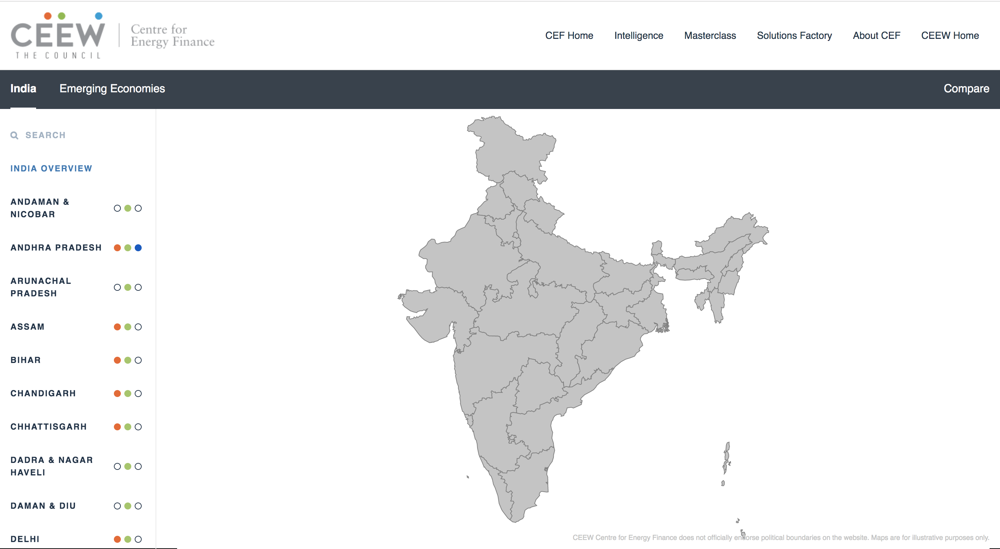 CEEW
THE COUNCIL
Centre for
Energy Finance
CEF Home
Intelligence
Masterclass
Solutions Factory
About CEF
CEEW Home
India
Emerging Economies
Compare
SEARCH
INDIA OVERVIEW
ANDAMAN &
NICOBAR
ANDHRA PRADESH
ARUNACHAL
PRADESH
ASSAM
BIHAR
CHANDIGARH
CHHATTISGARH
DADRA & NAGAR
HAVELI
DAMAN & DIU
DELHI
CEEW Centre for Energy Finance does not officially endorse political boundaries on the website. Maps are for illustrative purposes only.